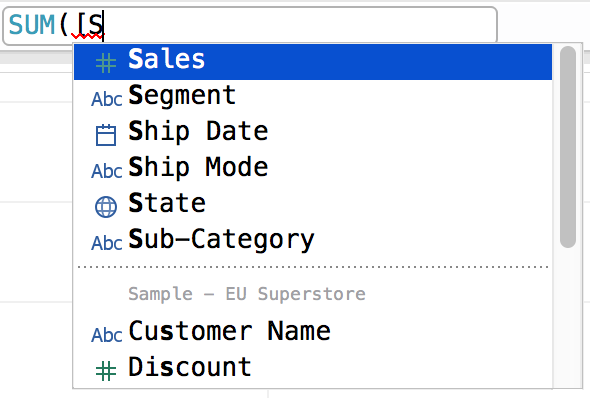 SUM([S
# Sales
Abc Segment
Ship Date
Abc Ship Mode
State
Abc Sub-Category
Sample - EU Superstore
Abc Customer Name
# Discount